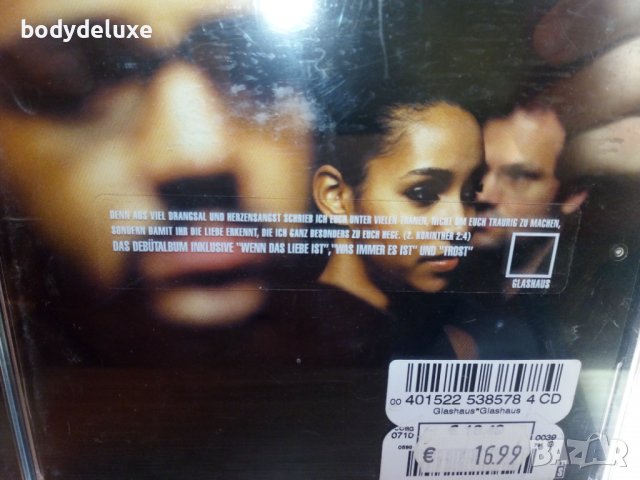 bodydeluxe
DENN AUS VIEL DRANGSAL UND HERZENSANGST SCHRIEB ICH EUCH UNTER VIELEN TRÄNEN, NICHT UM EUCH TRAURIG ZU MACHEN,
SONDERN DAMIT IHR DIE LIEBE ERKENNT, DIE ICH GANZ BESONDERS ZU EUCH HEGE. (2. KORINTHER 2:4)
DAS DEBÜTALBUM INKLUSIVE "WENN DAS LIEBE IST", "WAS IMMER ES IST" UND "TROST"
GLASHAUS
00 401522 538578 4 CD
Glashaus*Glashaus
0710
0039
€ 16.99
BAZAR